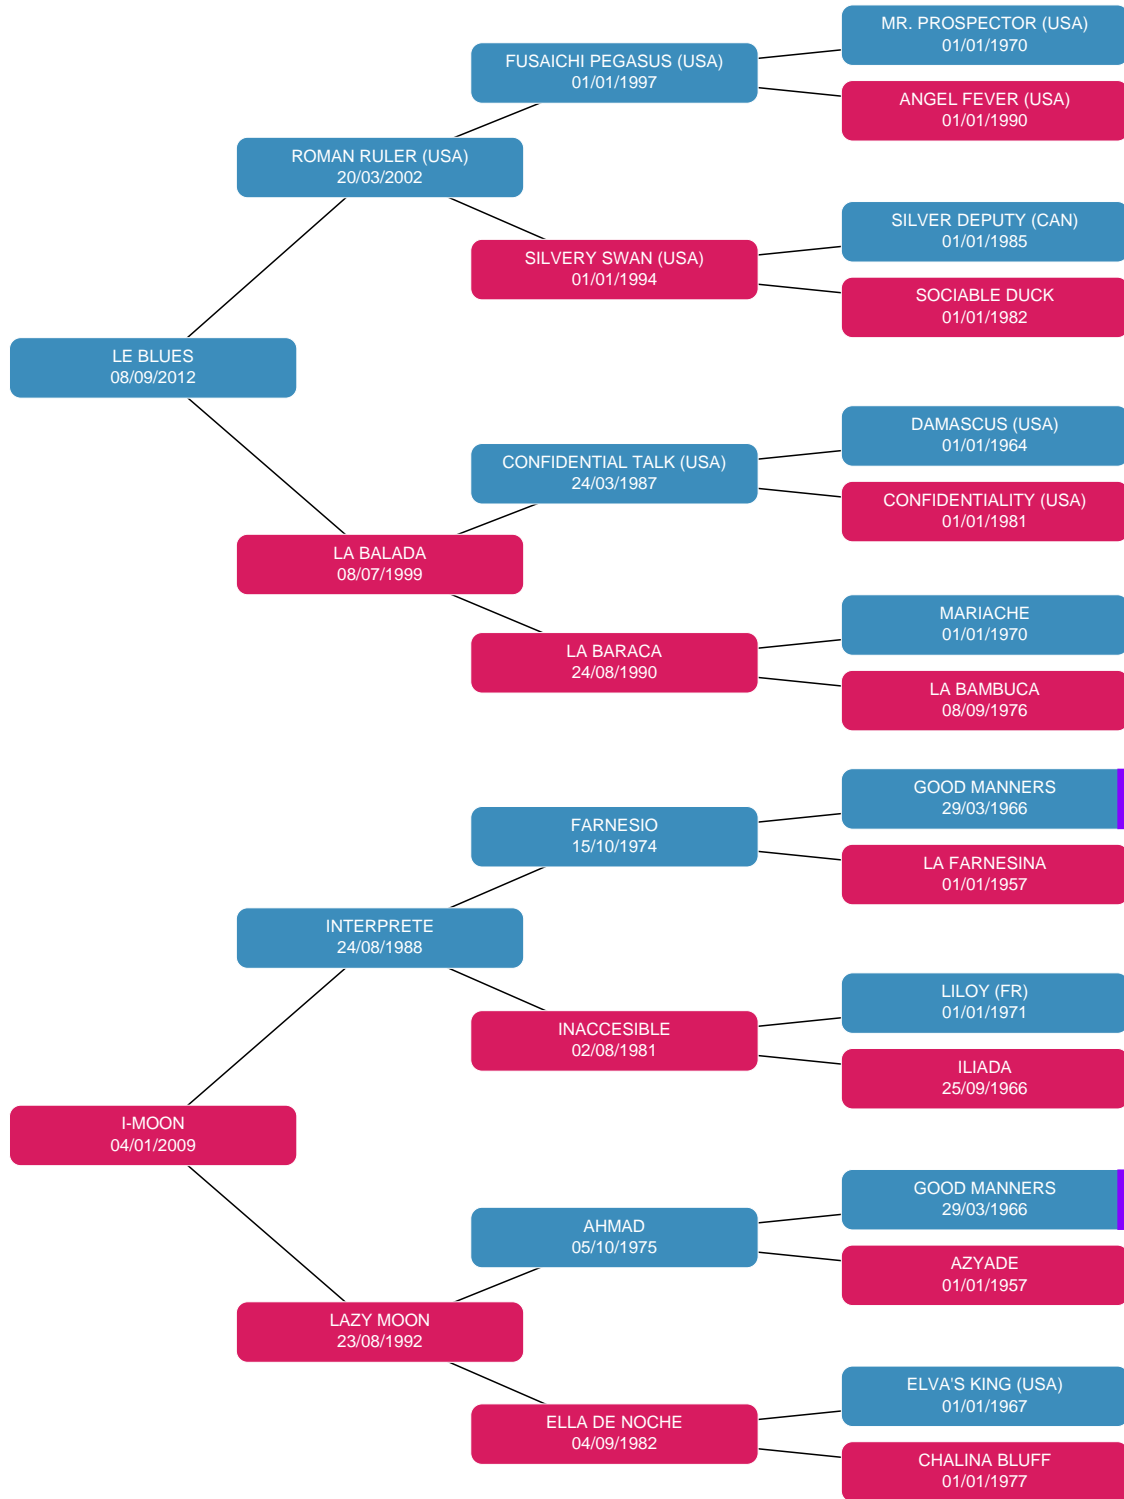 MR. PROSPECTOR (USA)
01/01/1970
FUSAICHI PEGASUS (USA)
01/01/1997
ANGEL FEVER (USA)
01/01/1990
ROMAN RULER (USA)
20/03/2002
SILVER DEPUTY (CAN)
01/01/1985
SILVERY SWAN (USA)
01/01/1994
SOCIABLE DUCK
01/01/1982
LE BLUES
08/09/2012
DAMASCUS (USA)
01/01/1964
CONFIDENTIAL TALK (USA)
24/03/1987
CONFIDENTIALITY (USA)
01/01/1981
LA BALADA
08/07/1999
MARIACHE
01/01/1970
LA BARACA
24/08/1990
LA BAMBUCA
08/09/1976
GOOD MANNERS
29/03/1966
FARNESIO
15/10/1974
LA FARNESINA
01/01/1957
INTERPRETE
24/08/1988
LILOY (FR)
01/01/1971
INACCESIBLE
02/08/1981
ILIADA
25/09/1966
I-MOON
04/01/2009
GOOD MANNERS
29/03/1966
AHMAD
05/10/1975
AZYADE
01/01/1957
LAZY MOON
23/08/1992
ELVA'S KING (USA)
01/01/1967
ELLA DE NOCHE
04/09/1982
CHALINA BLUFF
01/01/1977